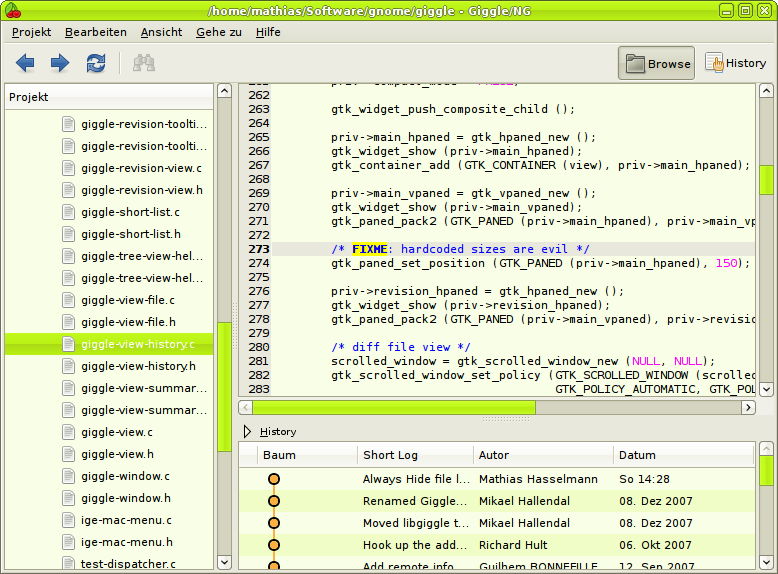 /home/mathias/Software/gnome/giggle - Giggle/NG
Projekt Bearbeiten Ansicht Gehe zu Hilfe
Browse History
Projekt
giggle-revision-toolti...
giggle-revision-toolti...
giggle-revision-view.c
giggle-revision-view.h
giggle-short-list.c
giggle-short-list.h
giggle-tree-view-hel...
giggle-tree-view-hel...
giggle-view-file.c
giggle-view-file.h
giggle-view-history.c
giggle-view-history.h
giggle-view-summar...
giggle-view-summar...
giggle-view.c
giggle-view.h
giggle-window.c
giggle-window.h
ige-mac-menu.c
ige-mac-menu.h
test-dispatcher.c
262
263 gtk_widget_push_composite_child ();
264
265 priv->main_hpaned = gtk_hpaned_new ();
266 gtk_widget_show (priv->main_hpaned);
267 gtk_container_add (GTK_CONTAINER (view), priv->main_hpaned);
268
269 priv->main_vpaned = gtk_vpaned_new ();
270 gtk_widget_show (priv->main_vpaned);
271 gtk_paned_pack2 (GTK_PANED (priv->main_hpaned), priv->main_vp
272
273 /* FIXME: hardcoded sizes are evil */
274 gtk_paned_set_position (GTK_PANED (priv->main_hpaned), 150);
275
276 priv->revision_hpaned = gtk_hpaned_new ();
277 gtk_widget_show (priv->revision_hpaned);
278 gtk_paned_pack2 (GTK_PANED (priv->main_vpaned), priv->revisio
279
280 /* diff file view */
281 scrolled_window = gtk_scrolled_window_new (NULL, NULL);
282 gtk_scrolled_window_set_policy (GTK_SCROLLED_WINDOW (scrolled
283 GTK_POLICY_AUTOMATIC, GTK_POL
History
Baum Short Log Autor Datum
Always Hide file l... Mathias Hasselmann So 14:28
Renamed Giggle... Mikael Hallendal 08. Dez 2007
Moved libgiggle t... Mikael Hallendal 08. Dez 2007
Hook up the add... Richard Hult 06. Okt 2007
Add remote info Guilhem BONNEFILLE 12. Sep 2007